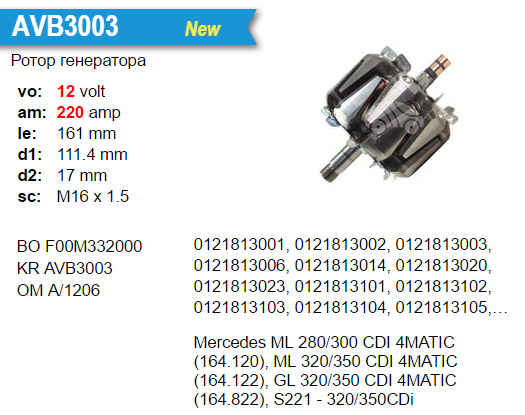 AVB3003 New
Ротор генератора
vo: 12 volt
am: 220 amp
le: 161 mm
d1: 111.4 mm
d2: 17 mm
sc: M16 x 1.5
BO F00M332000
KR AVB3003
OM A/1206
0121813001, 0121813002, 0121813003,
0121813006, 0121813014, 0121813020,
0121813023, 0121813101, 0121813102,
0121813103, 0121813104, 0121813105,…
Mercedes ML 280/300 CDI 4MATIC
(164.120), ML 320/350 CDI 4MATIC
(164.122), GL 320/350 CDI 4MATIC
(164.822), S221 - 320/350CDi